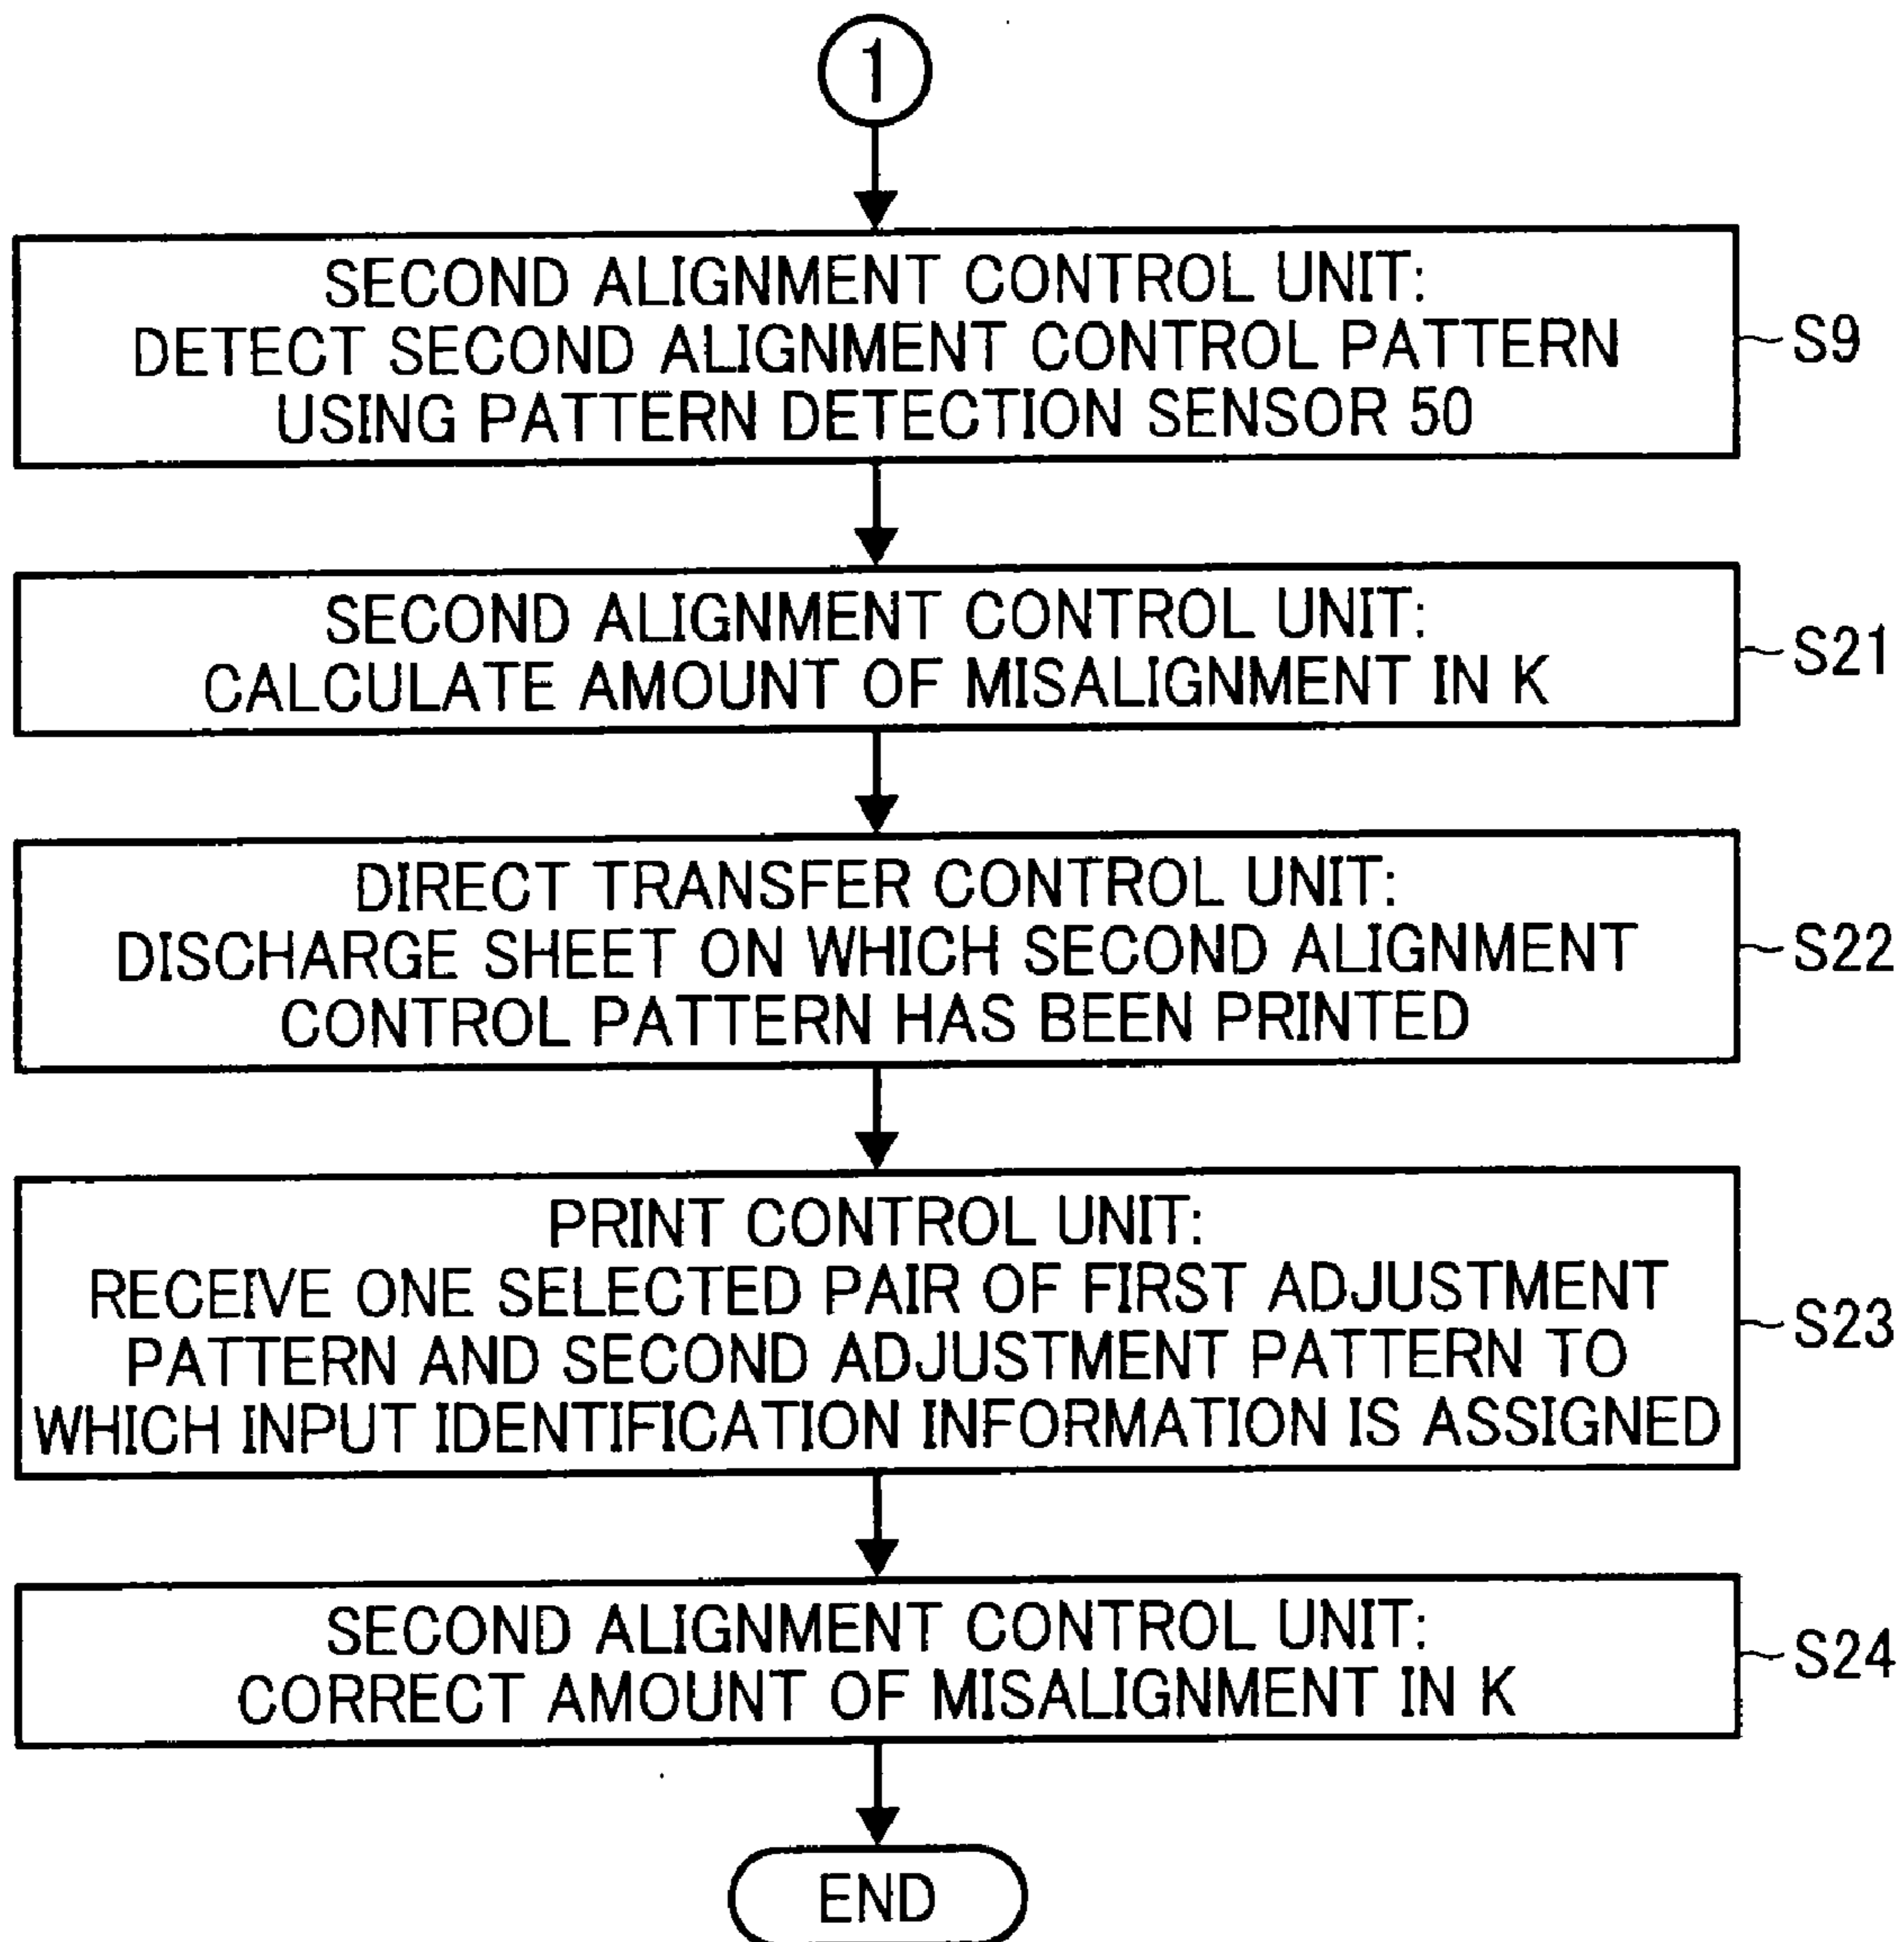 1
SECOND ALIGNMENT CONTROL UNIT:
DETECT SECOND ALIGNMENT CONTROL PATTERN
USING PATTERN DETECTION SENSOR 50
S9
SECOND ALIGNMENT CONTROL UNIT:
CALCULATE AMOUNT OF MISALIGNMENT IN K
S21
DIRECT TRANSFER CONTROL UNIT:
DISCHARGE SHEET ON WHICH SECOND ALIGNMENT
CONTROL PATTERN HAS BEEN PRINTED
S22
PRINT CONTROL UNIT:
RECEIVE ONE SELECTED PAIR OF FIRST ADJUSTMENT
PATTERN AND SECOND ADJUSTMENT PATTERN TO
WHICH INPUT IDENTIFICATION INFORMATION IS ASSIGNED
S23
SECOND ALIGNMENT CONTROL UNIT:
CORRECT AMOUNT OF MISALIGNMENT IN K
S24
END